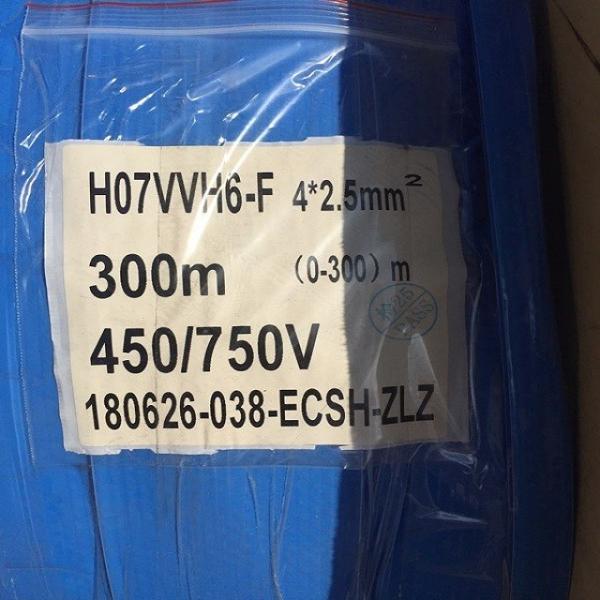 H07VVH6-F 4*2.5mm²
300m (0-300) m
450/750V
180626-038-ECSH-ZLZ